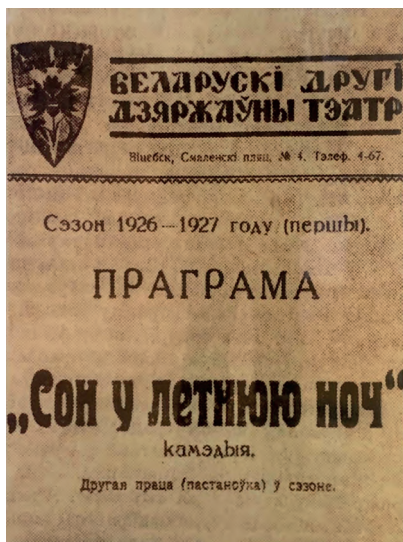 БЕЛАРУСКІ ДРУГІ
ДЗЯРЖАЎНЫ ТЭАТР
Віцебск, Смаленскі пляц, № 4. Тэлеф. 4-67.
Сэзон 1926—1927 году (першы).
ПРАГРАМА
„Сон у летнюю ноч“
камэдыя.
Другая праца (пастаноўка) ў сэзоне.